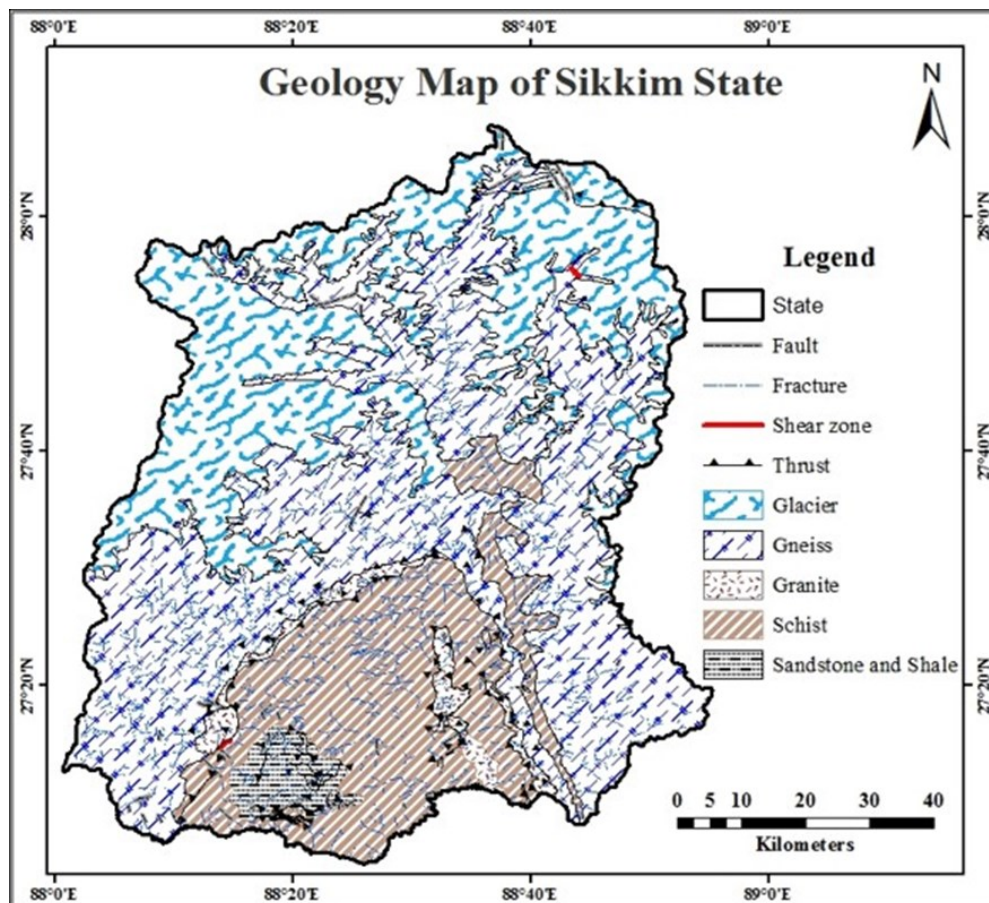 88°0'E 88°20'E 88°40'E 89°0'E
Geology Map of Sikkim State
N
28°0'N
28°0'N
Legend
State
Fault
Fracture
Shear zone
Thrust
Glacier
Gneiss
Granite
Schist
Sandstone and Shale
27°40'N
27°40'N
27°20'N
27°20'N
0 5 10 20 30 40
Kilometers
88°0'E 88°20'E 88°40'E 89°0'E